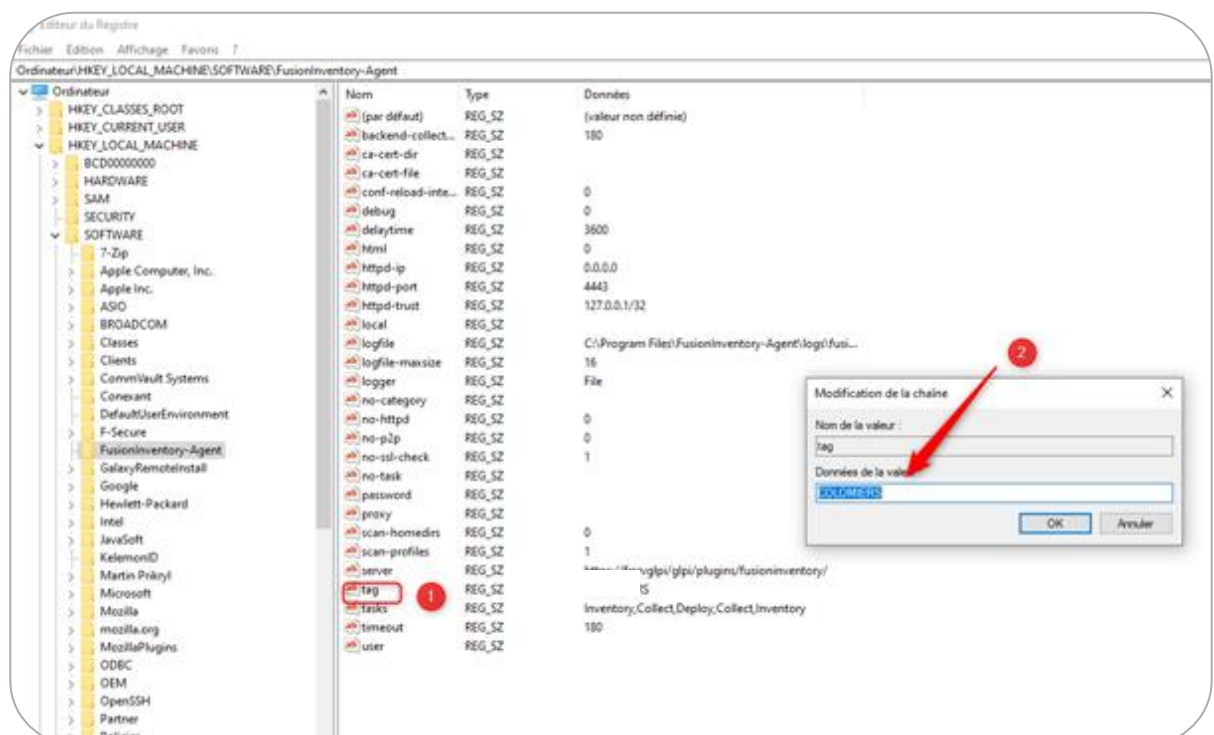 Éditeur du Registre
Fichier Edition Affichage Favoris ?
Ordinateur\HKEY_LOCAL_MACHINE\SOFTWARE\FusionInventory-Agent
Ordinateur
HKEY_CLASSES_ROOT
HKEY_CURRENT_USER
HKEY_LOCAL_MACHINE
BCD00000000
HARDWARE
SAM
SECURITY
SOFTWARE
7-Zip
Apple Computer, Inc.
Apple Inc.
ASIO
BROADCOM
Classes
Clients
CommVault Systems
Conexant
DefaultUserEnvironment
F-Secure
FusionInventory-Agent
GalaxyRemoteInstall
Google
Hewlett-Packard
Intel
JavaSoft
KelemonID
Martin Prikryl
Microsoft
Mozilla
mozilla.org
MozillaPlugins
ODBC
OEM
OpenSSH
Partner
Nom Type Données
(par défaut) REG_SZ (valeur non définie)
backend-collect... REG_SZ 180
ca-cert-dir REG_SZ
ca-cert-file REG_SZ
conf-reload-inte... REG_SZ 0
debug REG_SZ 0
delaytime REG_SZ 3600
html REG_SZ 0
httpd-ip REG_SZ 0.0.0.0
httpd-port REG_SZ 4443
httpd-trust REG_SZ 127.0.0.1/32
local REG_SZ
logfile REG_SZ C:\Program Files\FusionInventory-Agent\logs\fusi...
logfile-maxsize REG_SZ 16
logger REG_SZ File
no-category REG_SZ
no-httpd REG_SZ 0
no-p2p REG_SZ 0
no-ssl-check REG_SZ 1
no-task REG_SZ
password REG_SZ
proxy REG_SZ
scan-homedirs REG_SZ 0
scan-profiles REG_SZ 1
server REG_SZ
tag REG_SZ
tasks REG_SZ Inventory,Collect,Deploy,Collect,Inventory
timeout REG_SZ 180
user REG_SZ
1
2
Modification de la chaîne
Nom de la valeur :
tag
Données de la
COLOMIERS
OK Annuler